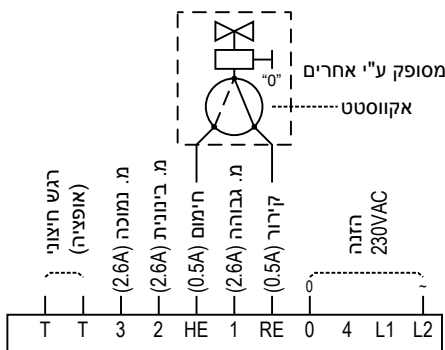 "0"
מסופק ע"י אחרים
אקווסטט
רגש חיצוני
(אופציה)
מ. נמוכה (2.6A)
מ. בינונית (2.6A)
חימום (0.5A)
מ. גבוהה (2.6A)
קירור (0.5A)
הזנה
230VAC
0 ~
T T 3 2 HE 1 RE 0 4 L1 L2